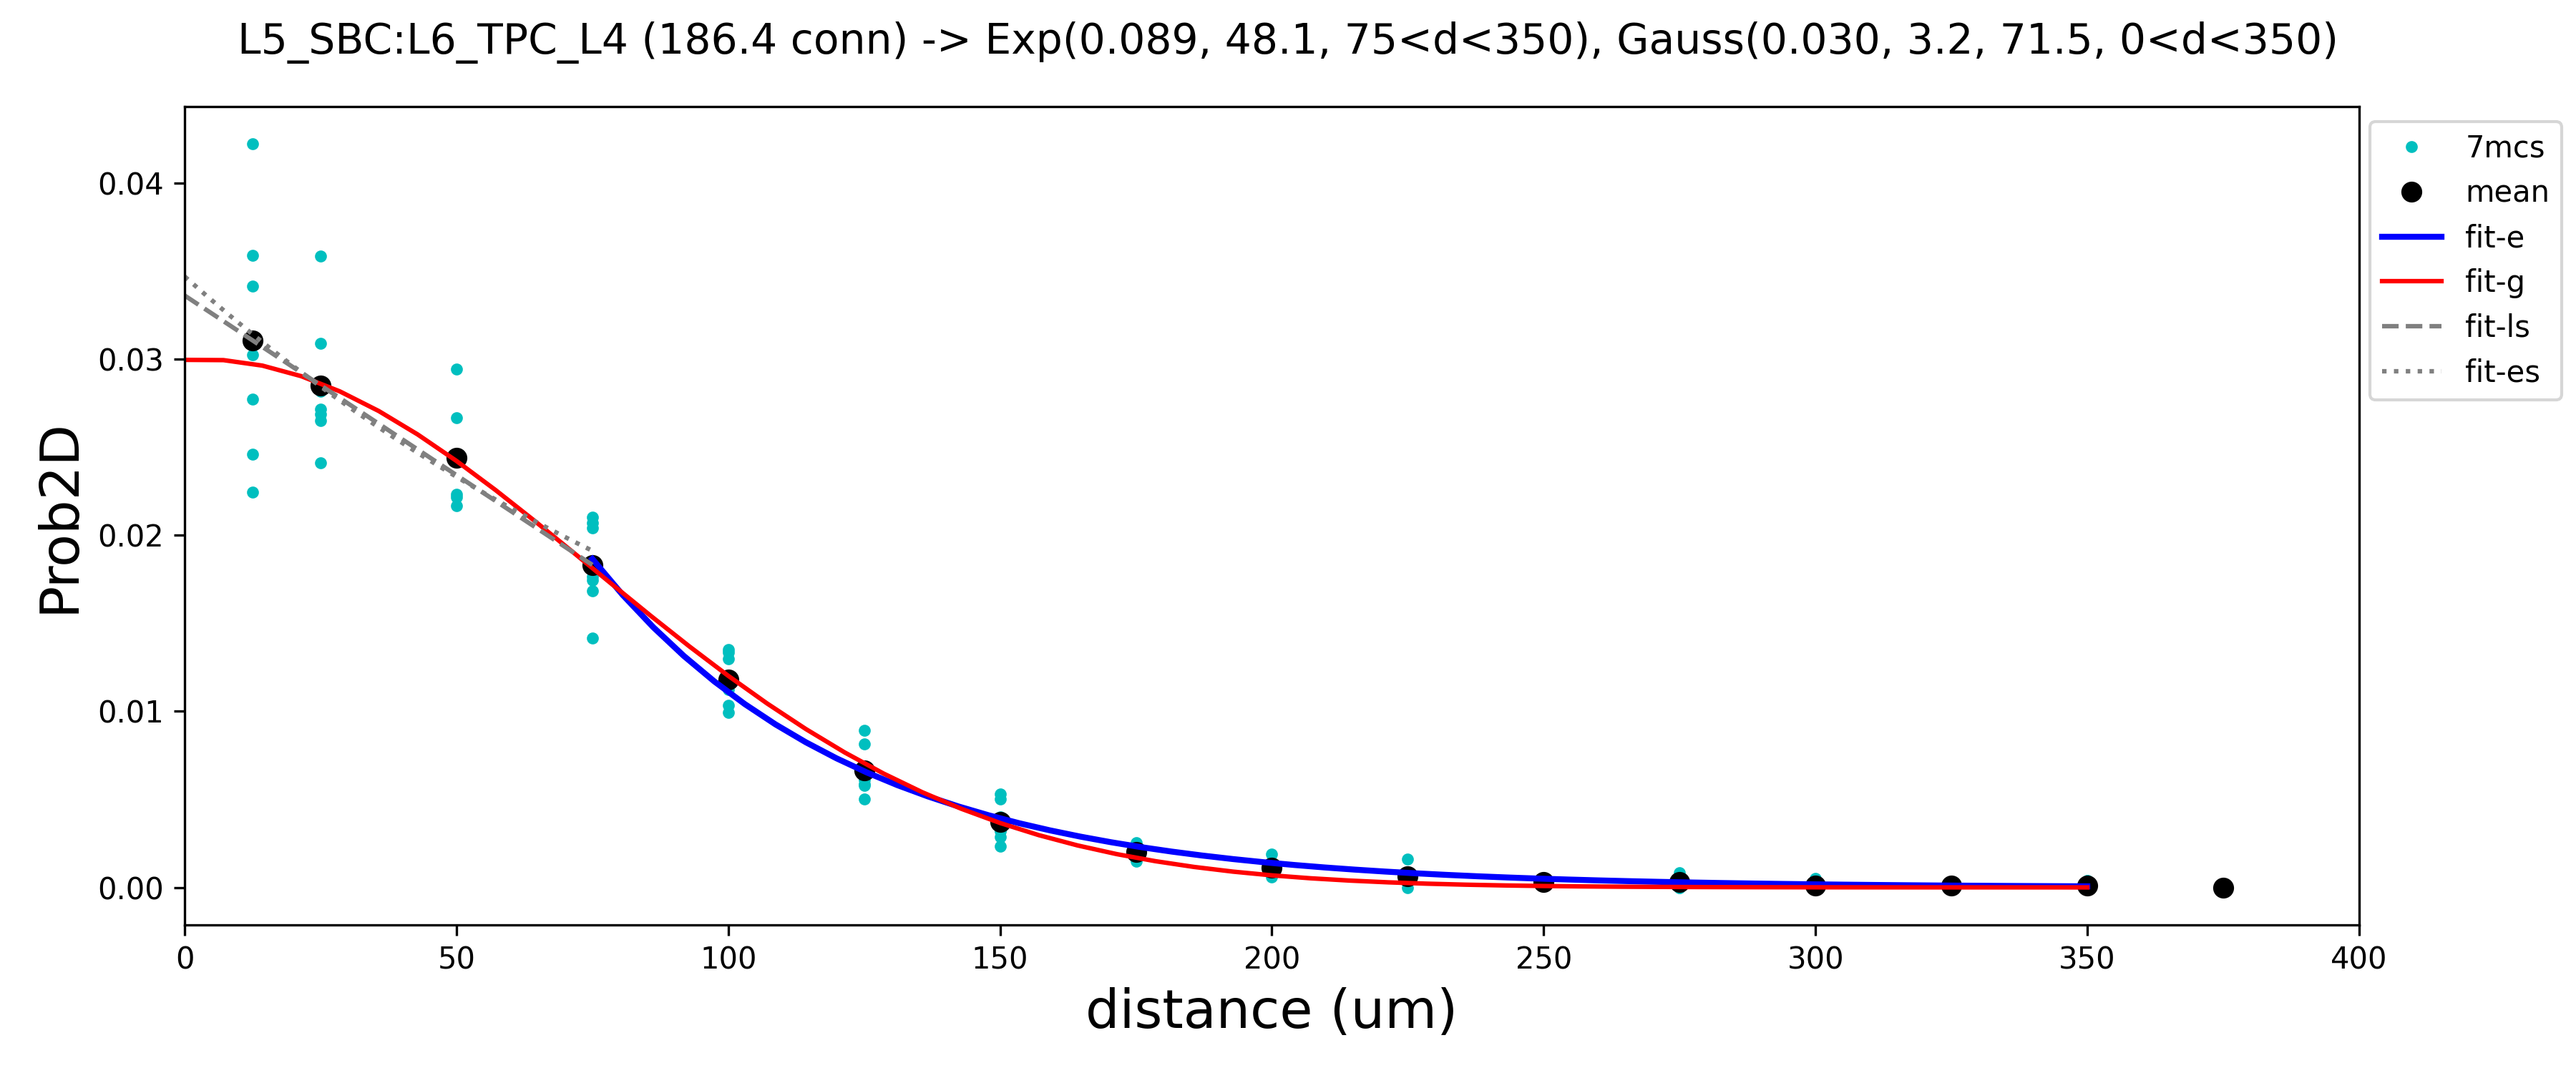 L5_SBC:L6_TPC_L4 (186.4 conn) -> Exp(0.089, 48.1, 75<d<350), Gauss(0.030, 3.2, 71.5, 0<d<350)
7mcs
mean
fit-e
fit-g
fit-ls
fit-es
Prob2D
0.04
0.03
0.02
0.01
0.00
0 50 100 150 200 250 300 350 400
distance (um)